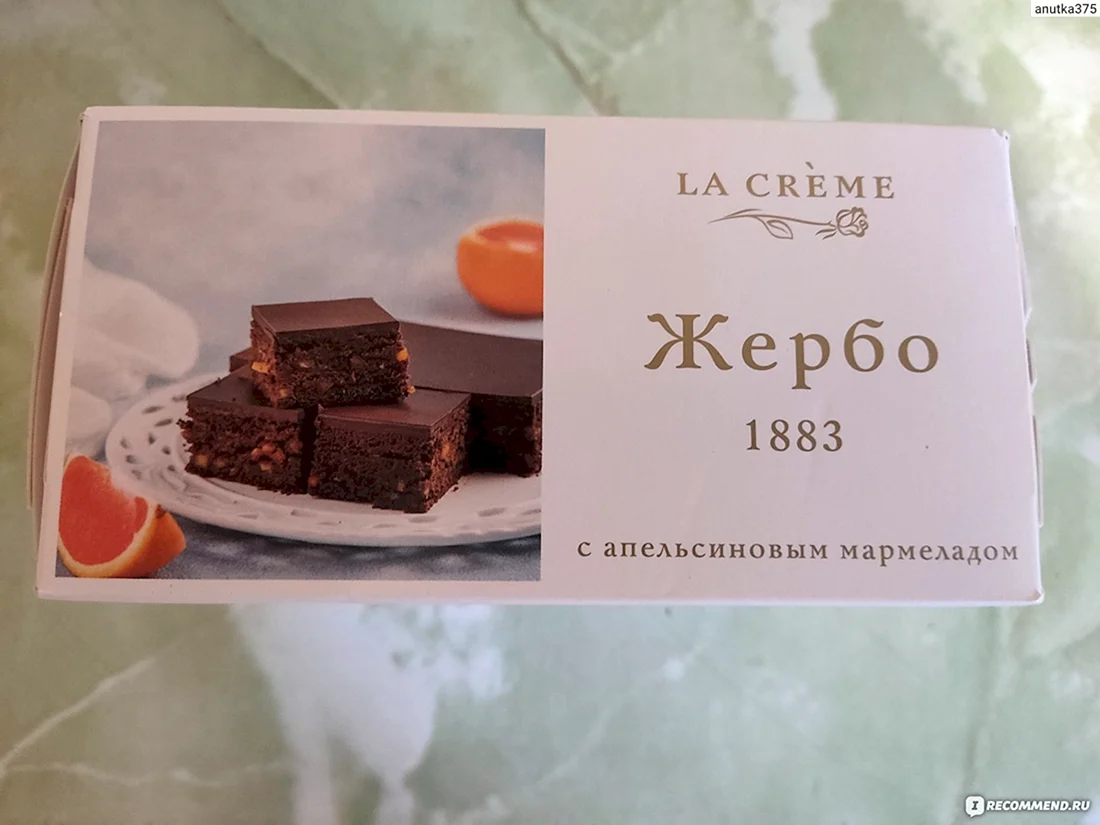 anutka375
LA CRÈME
Жербо
1883
с апельсиновым мармеладом
I RECOMMEND.RU